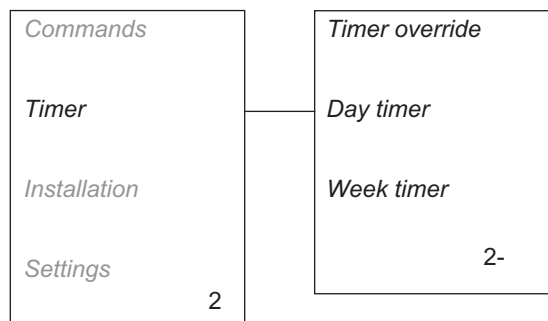 Commands
Timer
Installation
Settings
2
Timer override
Day timer
Week timer
2-